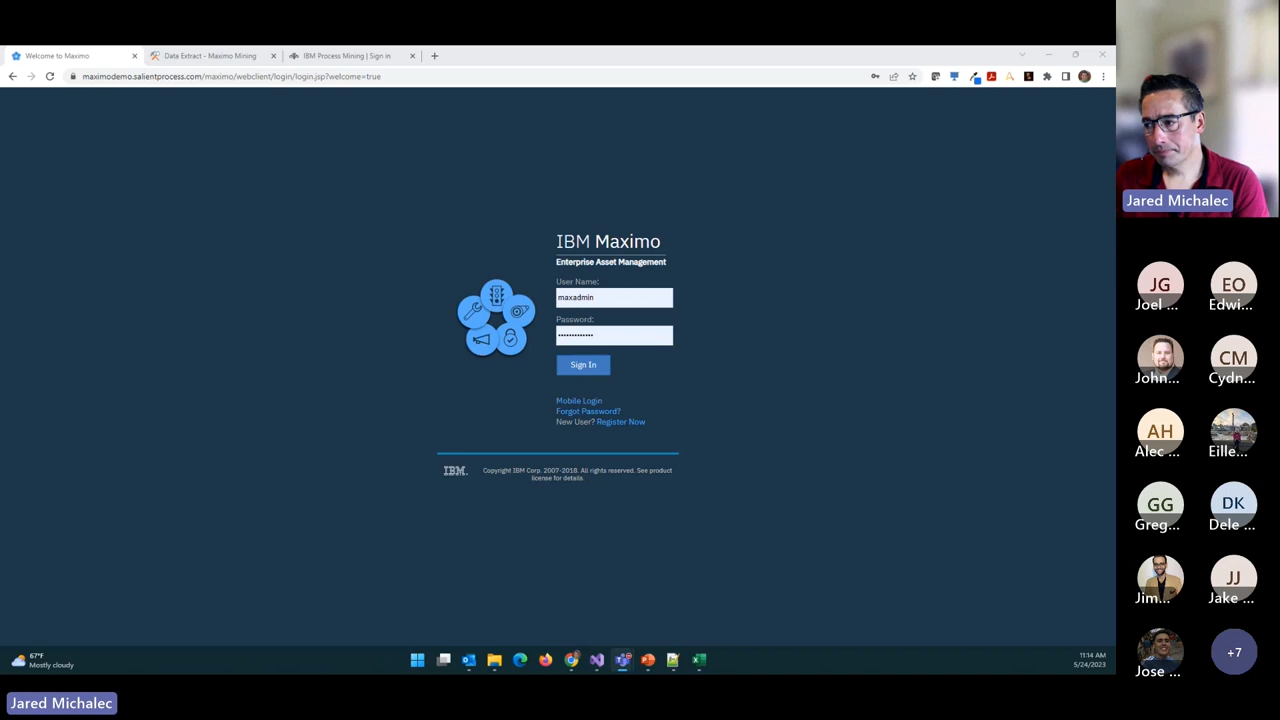 Welcome to Maximo
Data Extract - Maximo Mining
IBM Process Mining | Sign in
maximodemo.salientprocess.com/maximo/webclient/login/login.jsp?welcome=true
IBM Maximo
Enterprise Asset Management
User Name:
maxadmin
Password:
Sign In
Mobile Login
Forgot Password?
New User? Register Now
IBM.
Copyright IBM Corp. 2007-2018. All rights reserved. See product
license for details.
67°F
Mostly cloudy
11:14 AM
5/24/2023
Jared Michalec
Jared Michalec
JG
EO
Joel ...
Edwi...
CM
John...
Cydn...
AH
Alec ...
Eille...
GG
DK
Greg...
Dele ...
JJ
Jim...
Jake ...
+7
Jose ...